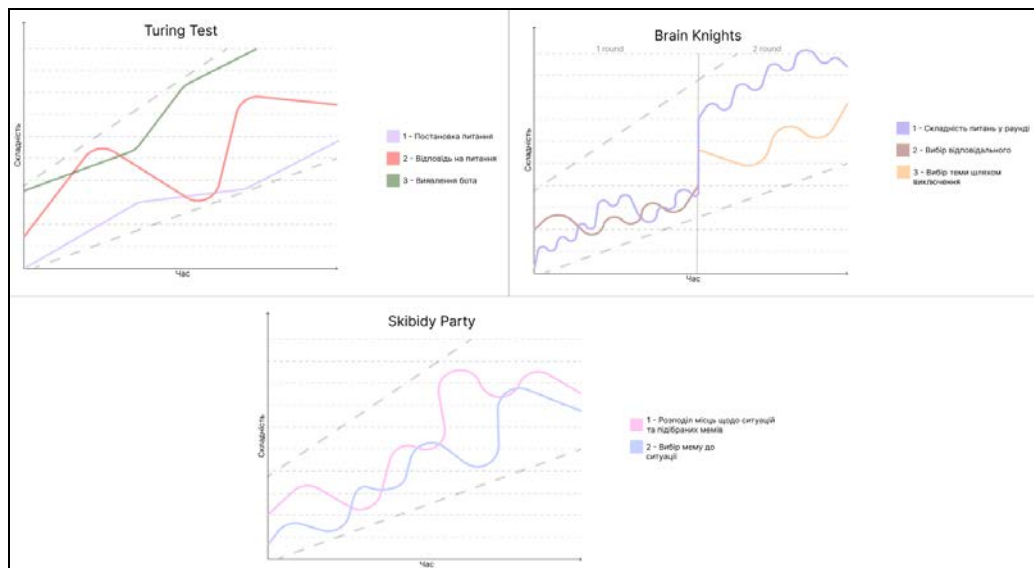 Turing Test
Складність
Час
1 - Постановка питання
2 - Відповідь на питання
3 - Виявлення бота
Brain Knights
1 round
2 round
Складність
Час
1 - Складність питань у раунді
2 - Вибір відповідального
3 - Вибір теми шляхом
виключення
Skibidy Party
Складність
Час
1 - Розподіл місць щодо ситуацій
та підібраних мемів
2 - Вибір мему до
ситуації